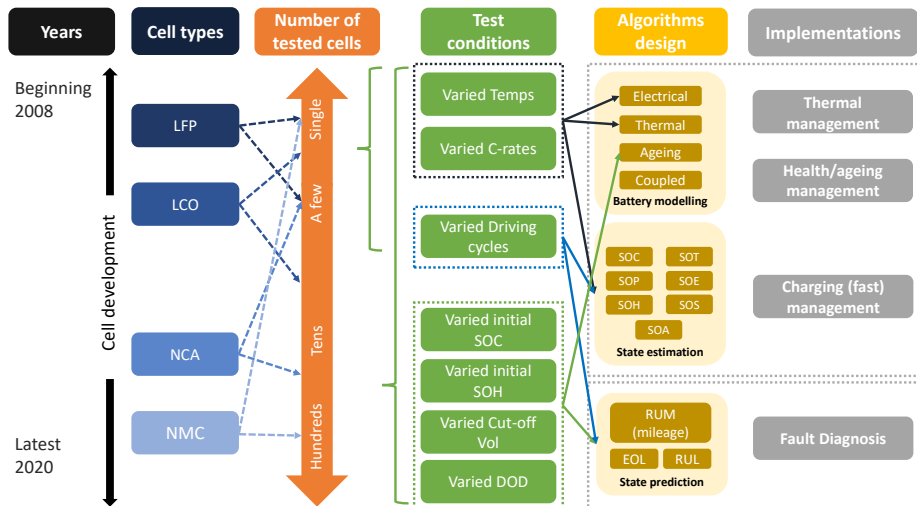 Years
Cell types
Number of
tested cells
Test
conditions
Algorithms
design
Implementations
Beginning
2008
Cell development
Latest
2020
LFP
LCO
NCA
NMC
Single
A few
Tens
Hundreds
Varied Temps
Varied C-rates
Varied Driving
cycles
Varied initial
SOC
Varied initial
SOH
Varied Cut-off
Vol
Varied DOD
Electrical
Thermal
Ageing
Coupled
Battery modelling
SOC
SOT
SOP
SOE
SOH
SOS
SOA
State estimation
RUM
(mileage)
EOL
RUL
State prediction
Thermal
management
Health/ageing
management
Charging (fast)
management
Fault Diagnosis